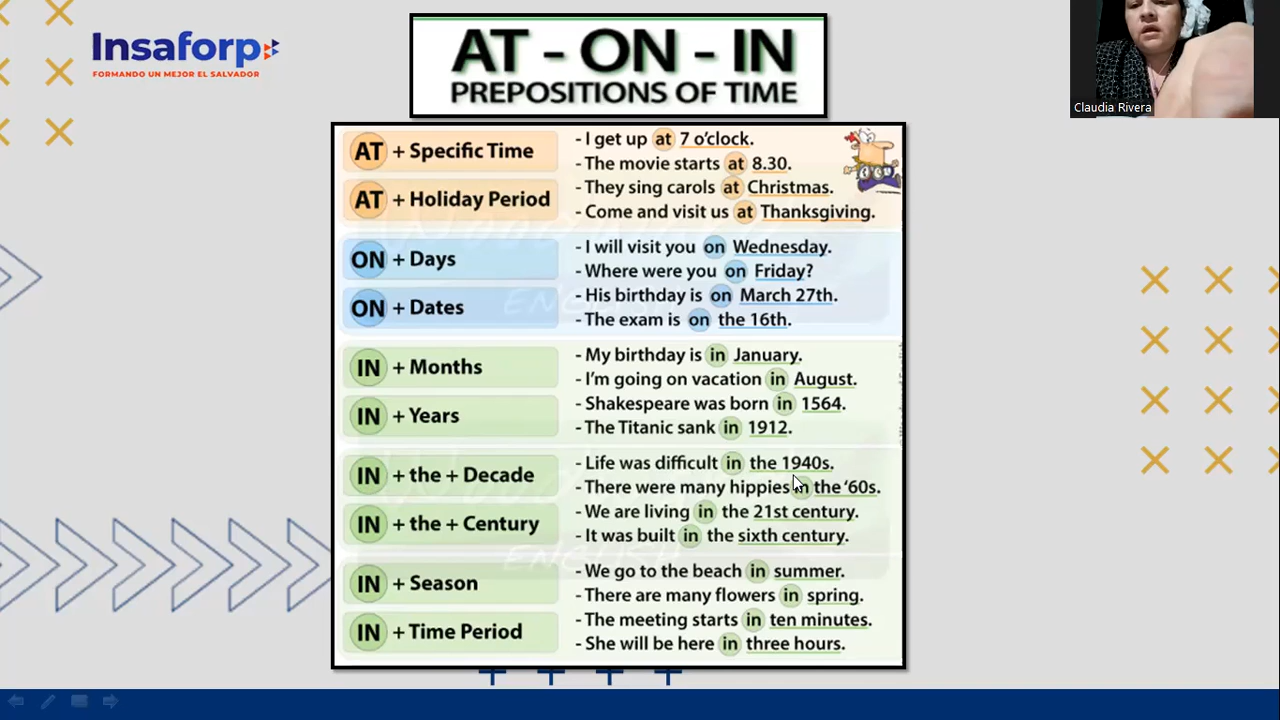 Insaforp
FORMANDO UN MEJOR EL SALVADOR
AT - ON - IN
PREPOSITIONS OF TIME
Claudia Rivera
AT + Specific Time
- I get up at 7 o'clock.
- The movie starts at 8.30.
AT + Holiday Period
- They sing carols at Christmas.
- Come and visit us at Thanksgiving.
ON + Days
- I will visit you on Wednesday.
- Where were you on Friday?
ON + Dates
- His birthday is on March 27th.
- The exam is on the 16th.
IN + Months
- My birthday is in January.
- I'm going on vacation in August.
IN + Years
- Shakespeare was born in 1564.
- The Titanic sank in 1912.
IN + the + Decade
- Life was difficult in the 1940s.
- There were many hippies in the '60s.
IN + the + Century
- We are living in the 21st century.
- It was built in the sixth century.
IN + Season
- We go to the beach in summer.
- There are many flowers in spring.
IN + Time Period
- The meeting starts in ten minutes.
- She will be here in three hours.